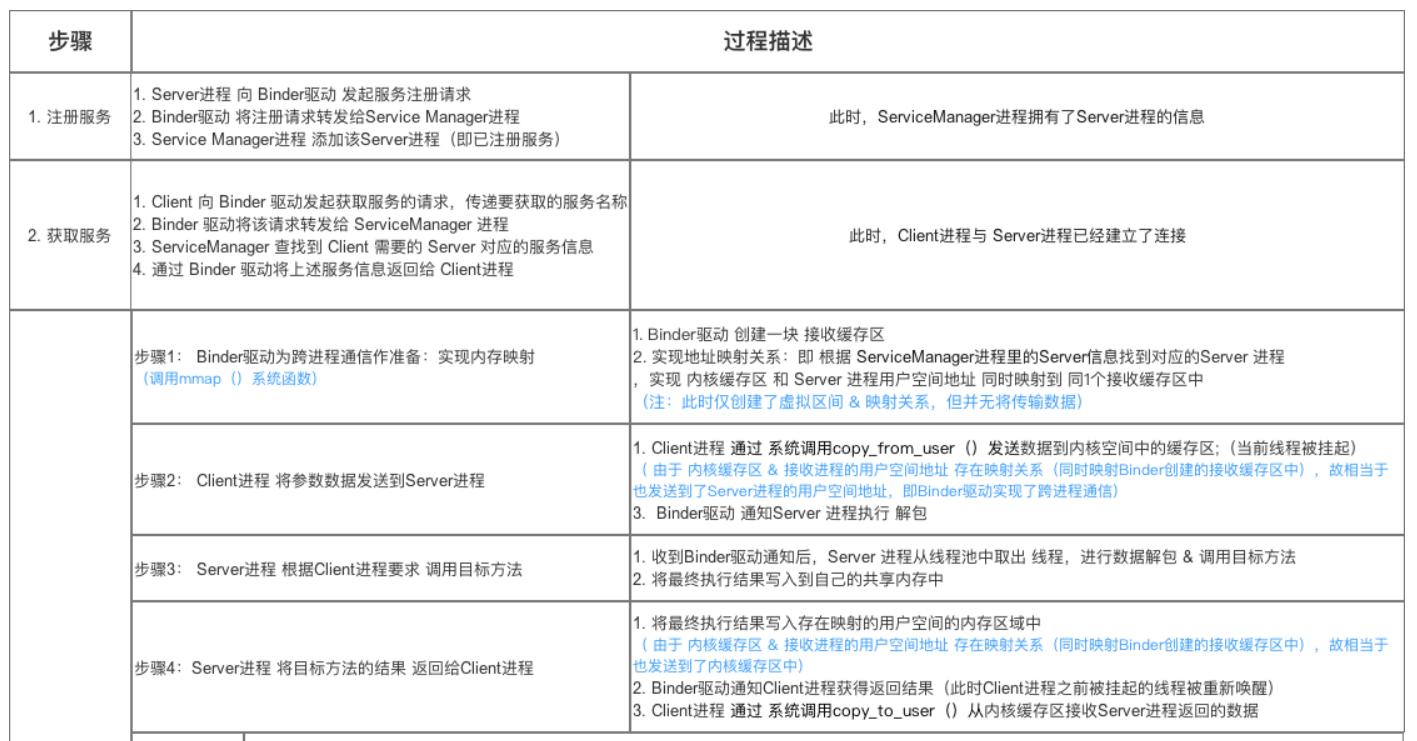 步骤
过程描述
1. 注册服务
1. Server进程 向 Binder驱动 发起服务注册请求
2. Binder驱动 将注册请求转发给Service Manager进程
3. Service Manager进程 添加该Server进程（即已注册服务）
此时，ServiceManager进程拥有了Server进程的信息
2. 获取服务
1. Client 向 Binder 驱动发起获取服务的请求，传递要获取的服务名称
2. Binder 驱动将该请求转发给 ServiceManager 进程
3. ServiceManager 查找到 Client 需要的 Server 对应的服务信息
4. 通过 Binder 驱动将上述服务信息返回给 Client进程
此时，Client进程与 Server进程已经建立了连接
步骤1： Binder驱动为跨进程通信作准备：实现内存映射
（调用mmap（）系统函数）
1. Binder驱动 创建一块 接收缓存区
2. 实现地址映射关系：即 根据 ServiceManager进程里的Server信息找到对应的Server 进程
，实现 内核缓存区 和 Server 进程用户空间地址 同时映射到 同1个接收缓存区中
（注：此时仅创建了虚拟区间 & 映射关系，但并无将传输数据）
步骤2： Client进程 将参数数据发送到Server进程
1. Client进程 通过 系统调用copy_from_user（）发送数据到内核空间中的缓存区;（当前线程被挂起）
（ 由于 内核缓存区 & 接收进程的用户空间地址 存在映射关系（同时映射Binder创建的接收缓存区中），故相当于
也发送到了Server进程的用户空间地址，即Binder驱动实现了跨进程通信）
3. Binder驱动 通知Server 进程执行 解包
步骤3： Server进程 根据Client进程要求 调用目标方法
1. 收到Binder驱动通知后，Server 进程从线程池中取出 线程，进行数据解包 & 调用目标方法
2. 将最终执行结果写入到自己的共享内存中
步骤4：Server进程 将目标方法的结果 返回给Client进程
1. 将最终执行结果写入存在映射的用户空间的内存区域中
（ 由于 内核缓存区 & 接收进程的用户空间地址 存在映射关系（同时映射Binder创建的接收缓存区中），故相当于
也发送到了内核缓存区中）
2. Binder驱动通知Client进程获得返回结果（此时Client进程之前被挂起的线程被重新唤醒）
3. Client进程 通过 系统调用copy_to_user（）从内核缓存区接收Server进程返回的数据